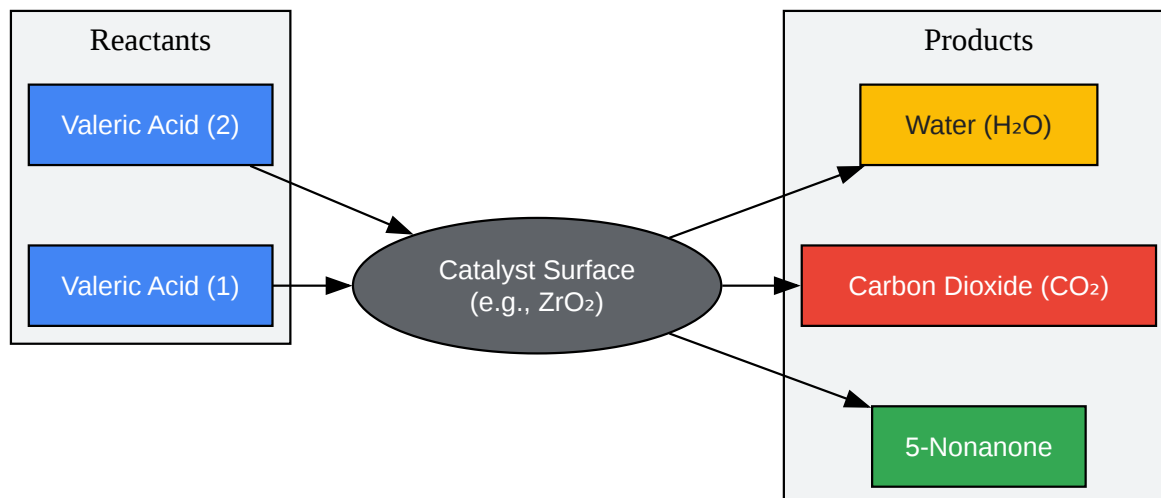 Reactants
Products
Valeric Acid (2)
Water (H₂O)
Valeric Acid (1)
Catalyst Surface
(e.g., ZrO₂)
Carbon Dioxide (CO₂)
5-Nonanone